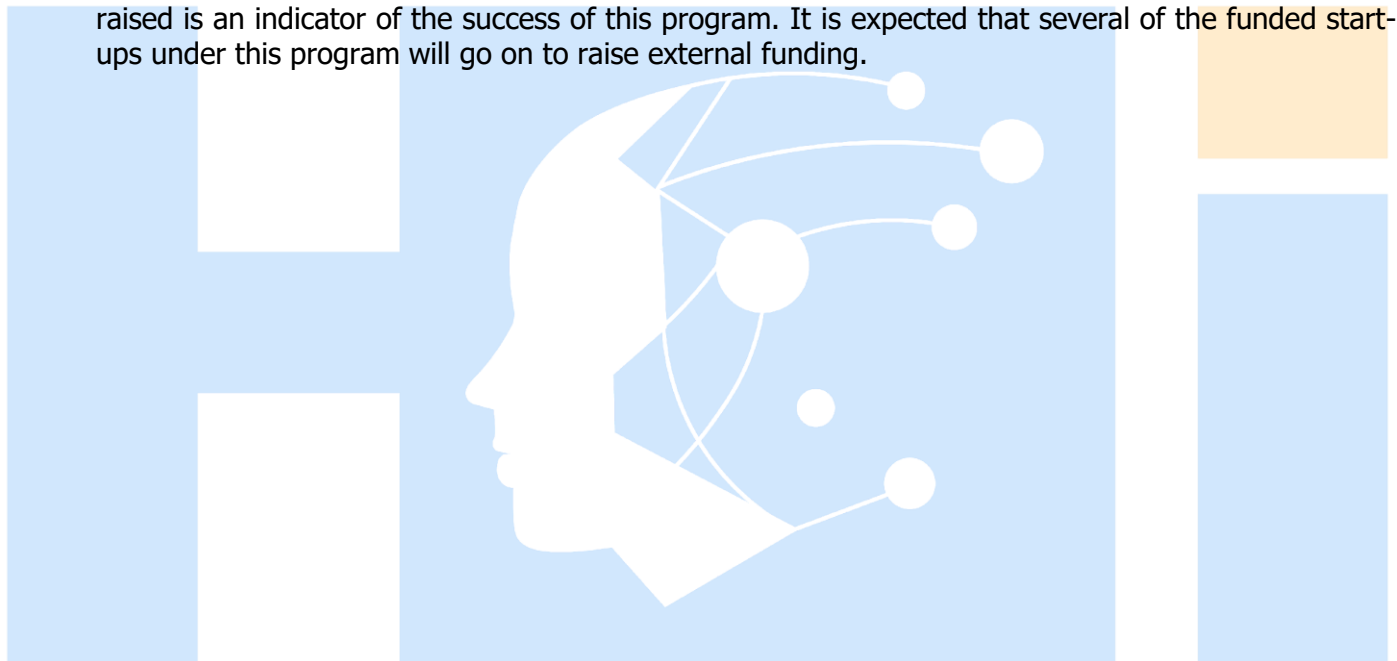 raised is an indicator of the success of this program. It is expected that several of the funded start-
ups under this program will go on to raise external funding.
HCi